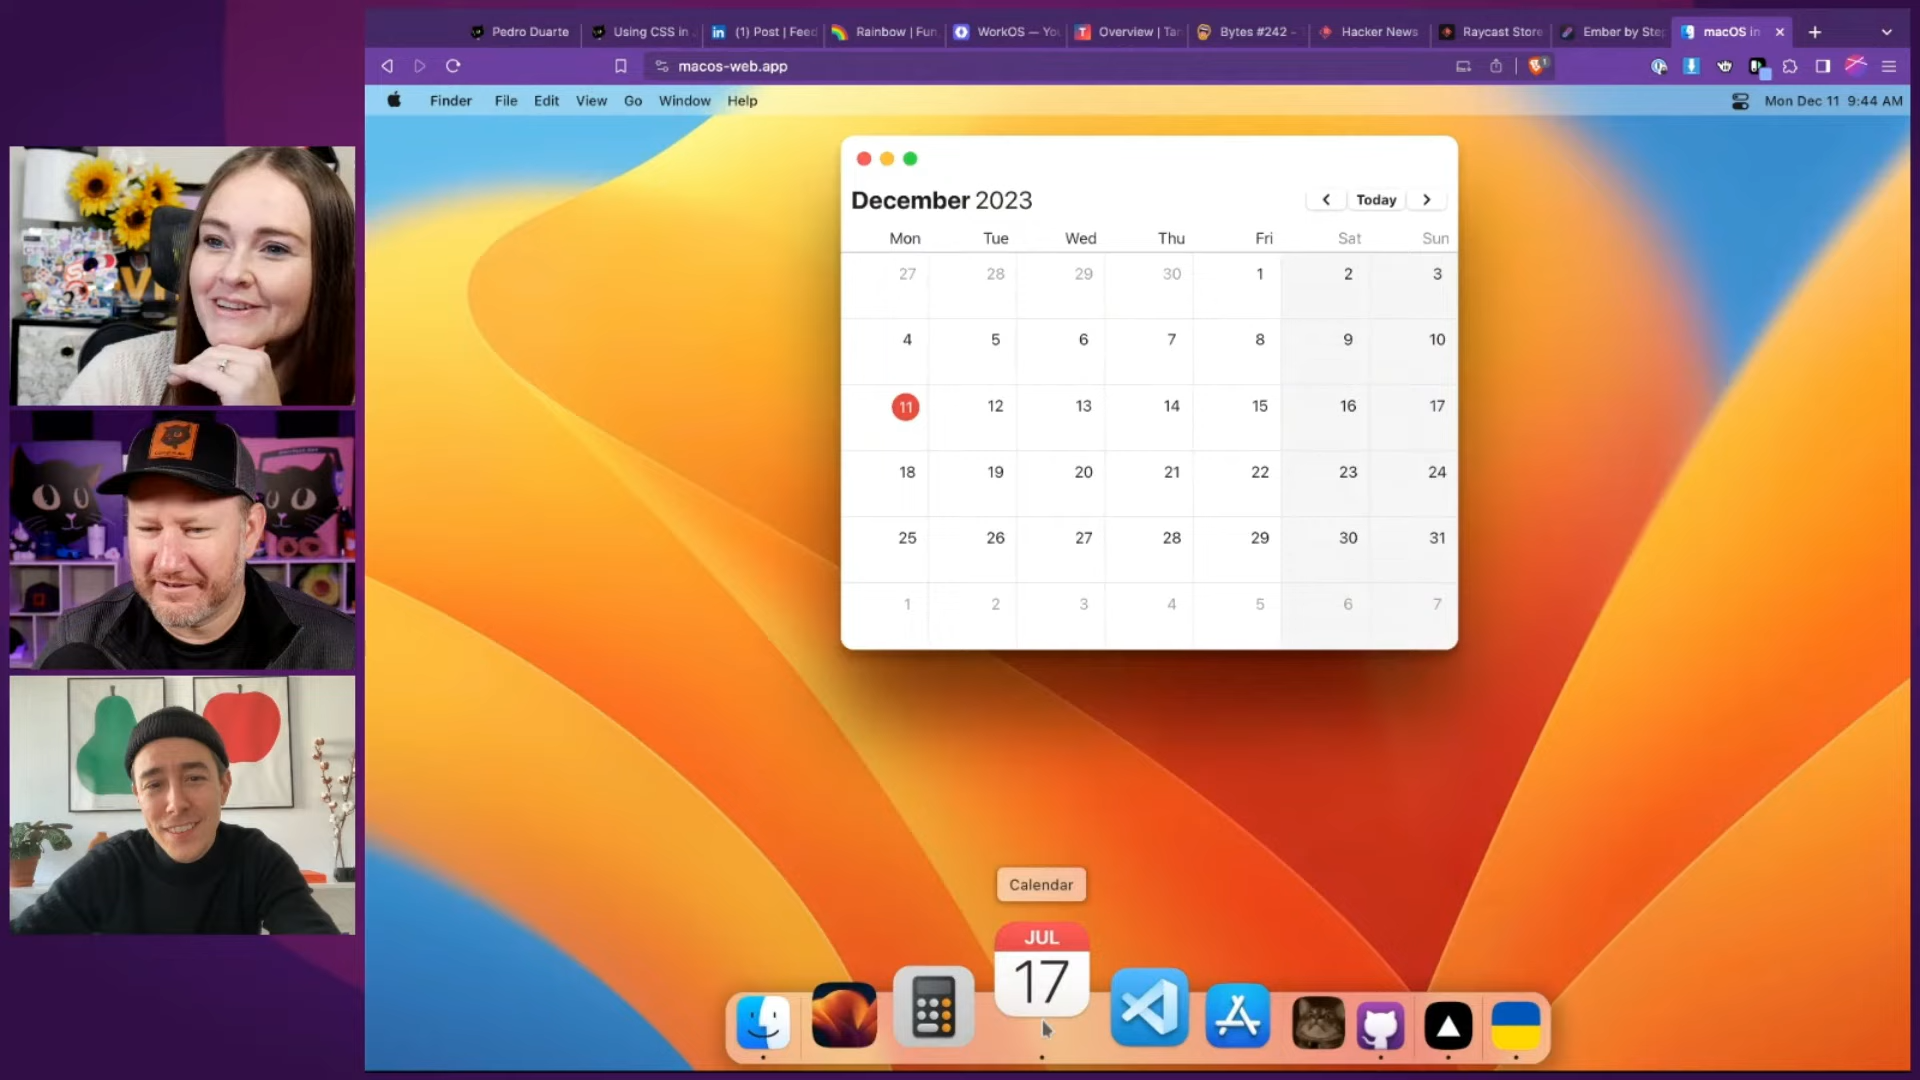 Pedro Duarte
Using CSS in
(1) Post | Feed
Rainbow | Fun
WorkOS — You
Overview | Tan
Bytes #242 -
Hacker News
Raycast Store
Ember by Step
macOS in
macos-web.app
Finder File Edit View Go Window Help
Mon Dec 11 9:44 AM
December 2023
Today
Mon Tue Wed Thu Fri Sat Sun
27 28 29 30 1 2 3
4 5 6 7 8 9 10
11 12 13 14 15 16 17
18 19 20 21 22 23 24
25 26 27 28 29 30 31
1 2 3 4 5 6 7
Calendar
JUL
17